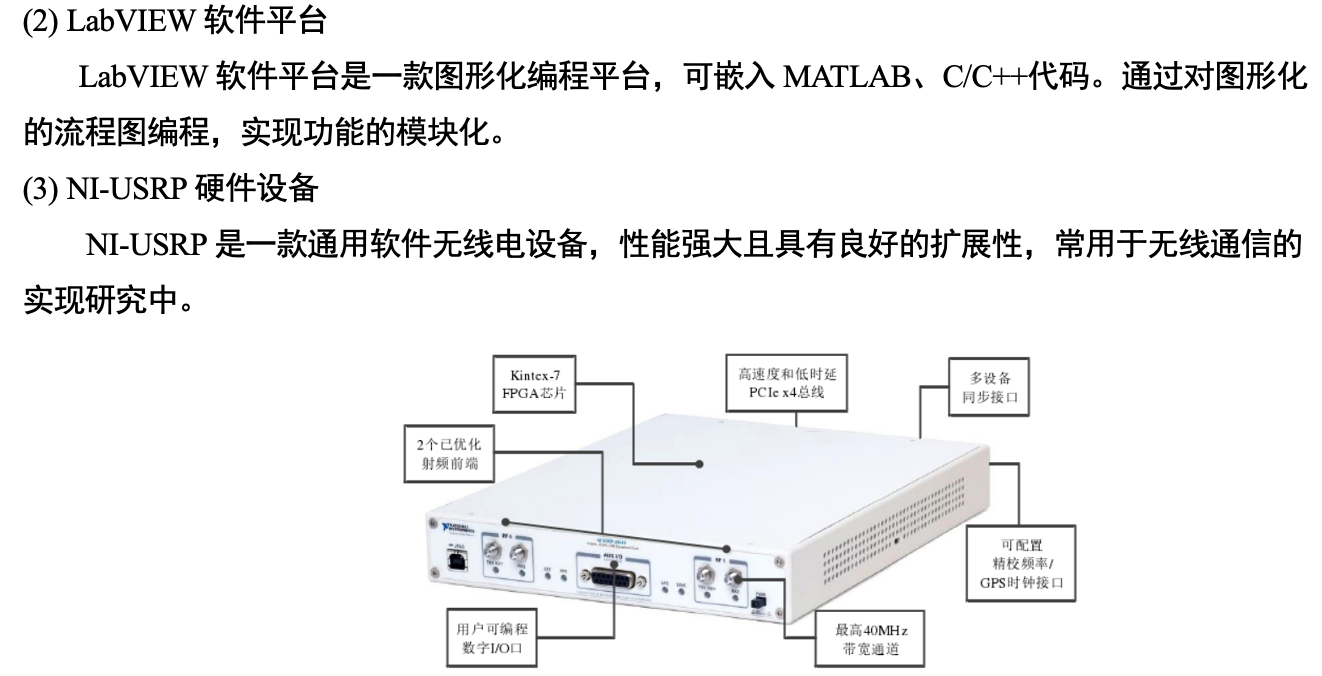 (2) LabVIEW 软件平台
LabVIEW 软件平台是一款图形化编程平台，可嵌入 MATLAB、C/C++代码。通过对图形化
的流程图编程，实现功能的模块化。
(3) NI-USRP 硬件设备
NI-USRP 是一款通用软件无线电设备，性能强大且具有良好的扩展性，常用于无线通信的
实现研究中。
Kintex-7
FPGA芯片
高速度和低时延
PCIe x4总线
多设备
同步接口
2个已优化
射频前端
可配置
精校频率/
GPS时钟接口
用户可编程
数字I/O口
最高40MHz
带宽通道
NATIONAL
INSTRUMENTS
JTAG
RF 0
AUX I/O
RF 1